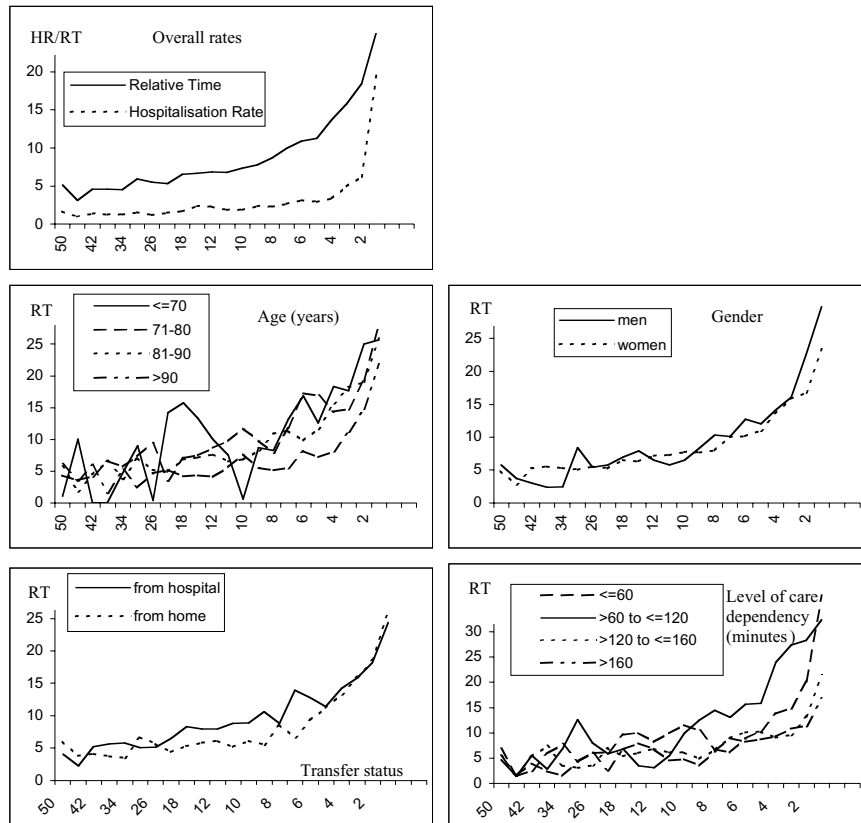 HR/RT
Overall rates
20
15
10
5
0
Relative Time
Hospitalisation Rate
50 42 34 26 18 12 10 8 6 4 2
RT
Age (years)
25
20
15
10
5
0
<=70
71-80
81-90
>90
50 42 34 26 18 12 10 8 6 4 2
RT
Gender
25
20
15
10
5
0
men
women
50 42 34 26 18 12 10 8 6 4 2
RT
25
20
15
10
5
0
from hospital
from home
Transfer status
50 42 34 26 18 12 10 8 6 4 2
RT
Level of care
dependency
(minutes)
30
25
20
15
10
5
0
<=60
>60 to <=120
>120 to <=160
>160
50 42 34 26 18 12 10 8 6 4 2